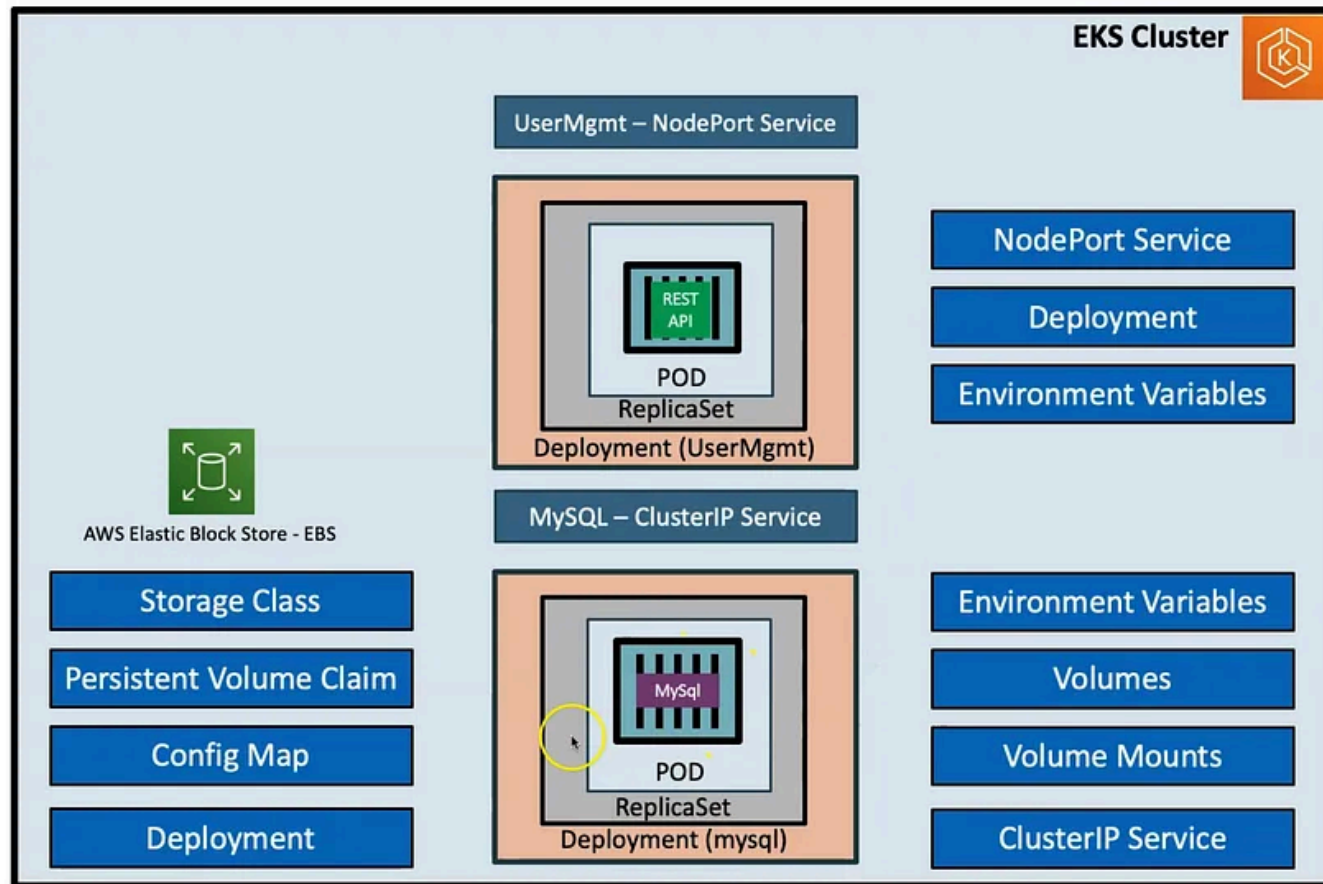 EKS Cluster
K
UserMgmt – NodePort Service
REST
API
POD
ReplicaSet
Deployment (UserMgmt)
NodePort Service
Deployment
Environment Variables
AWS Elastic Block Store - EBS
MySQL – ClusterIP Service
Storage Class
Persistent Volume Claim
Config Map
Deployment
MySql
POD
ReplicaSet
Deployment (mysql)
Environment Variables
Volumes
Volume Mounts
ClusterIP Service